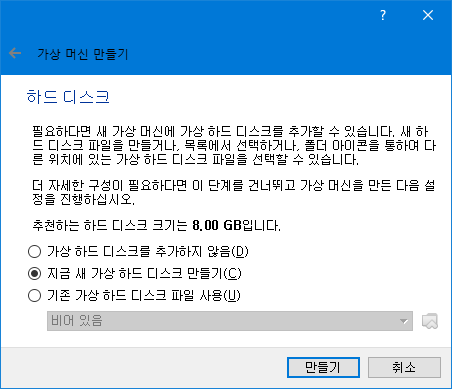 ?
가상 머신 만들기
하드 디스크
필요하다면 새 가상 머신에 가상 하드 디스크를 추가할 수 있습니다. 새 하
드 디스크 파일을 만들거나, 목록에서 선택하거나, 폴더 아이콘을 통하여 다
른 위치에 있는 가상 하드 디스크 파일을 선택할 수 있습니다.
더 자세한 구성이 필요하다면 이 단계를 건너뛰고 가상 머신을 만든 다음 설
정을 진행하십시오.
추천하는 하드 디스크 크기는 8.00 GB입니다.
가상 하드 디스크를 추가하지 않음(D)
지금 새 가상 하드 디스크 만들기(C)
기존 가상 하드 디스크 파일 사용(U)
비어 있음
만들기 취소